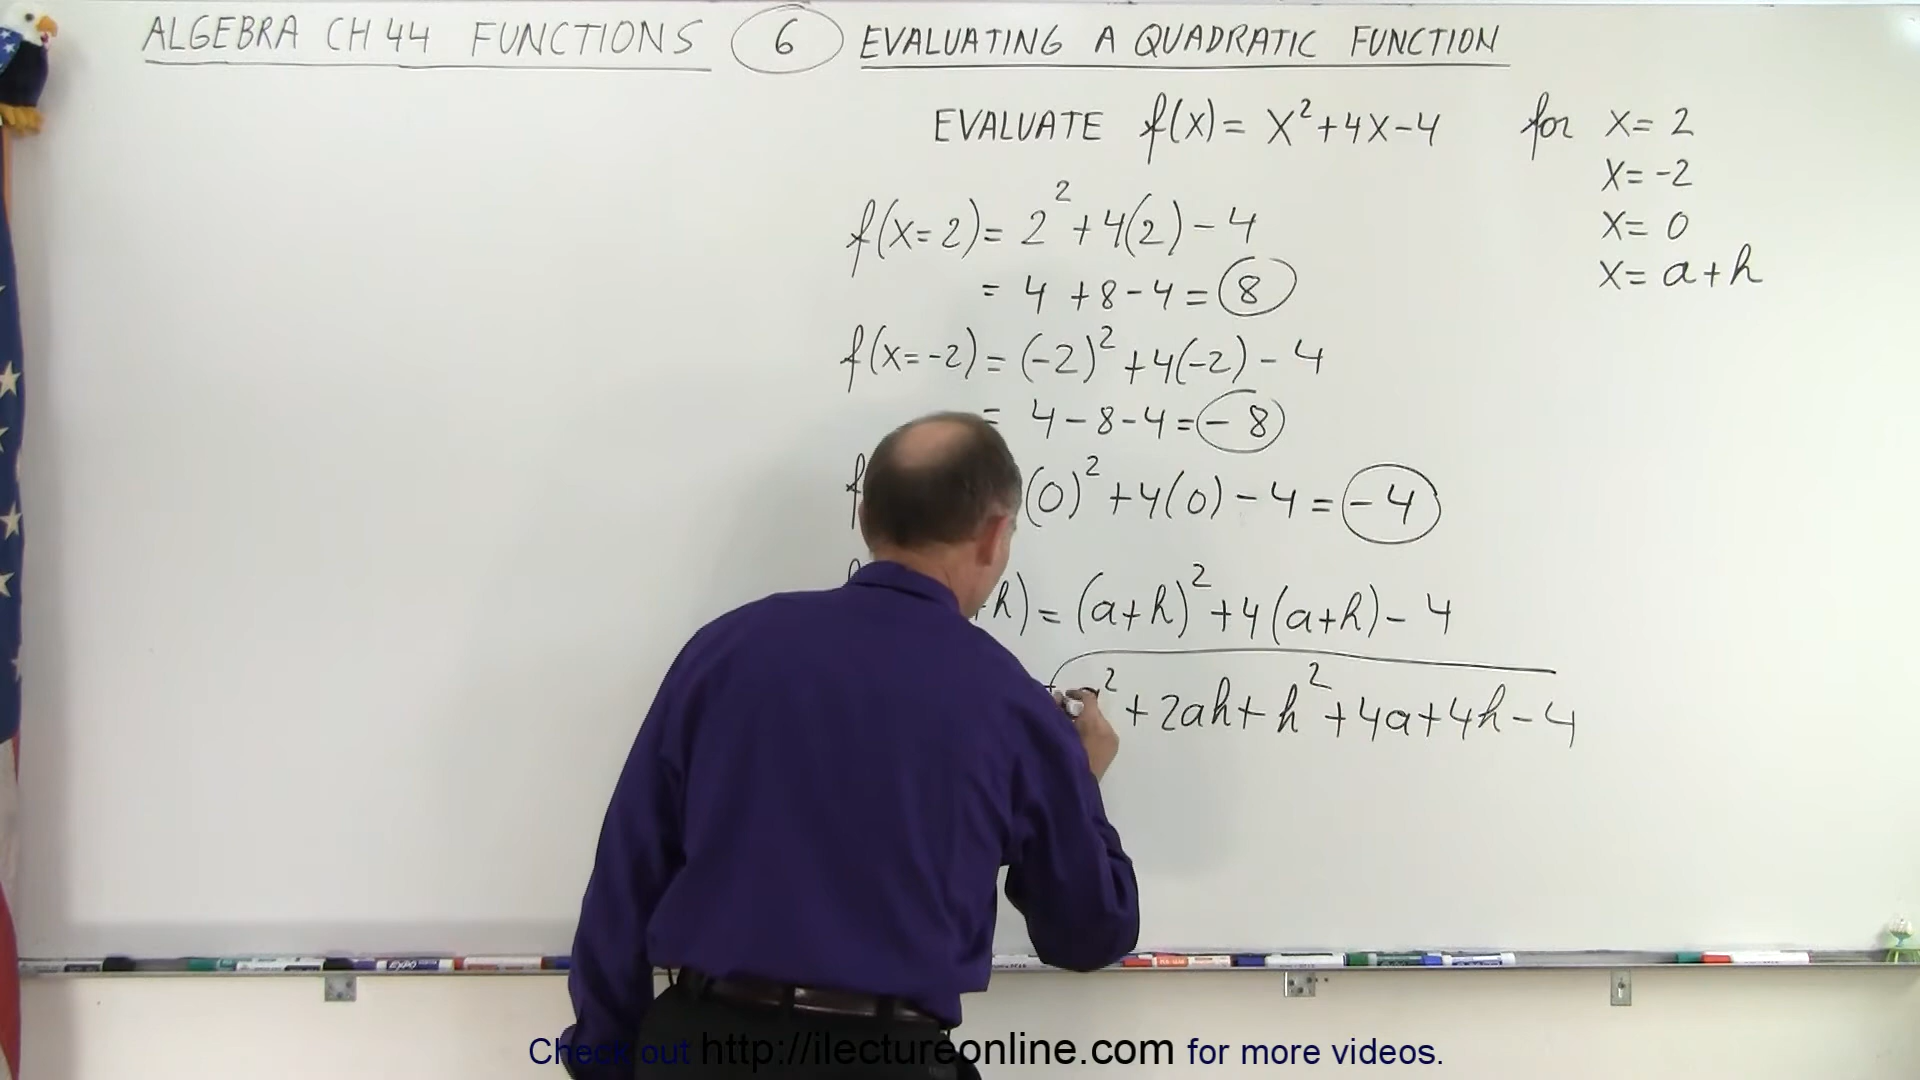 ALGEBRA CH 44 FUNCTIONS 6 EVALUATING A QUADRATIC FUNCTION
EVALUATE f(x) = x²+4x-4 for x= 2
x= -2
x= 0
x= a+h
f(x=2) = 2² + 4(2) - 4
= 4 + 8 - 4 = 8
f(x=-2) = (-2)² + 4(-2) - 4
= 4 - 8 - 4 = -8
(0)² + 4(0) - 4 = -4
h) = (a+h)² + 4(a+h) - 4
² + 2ah + h² + 4a + 4h - 4
Check out http://ilectureonline.com for more videos.